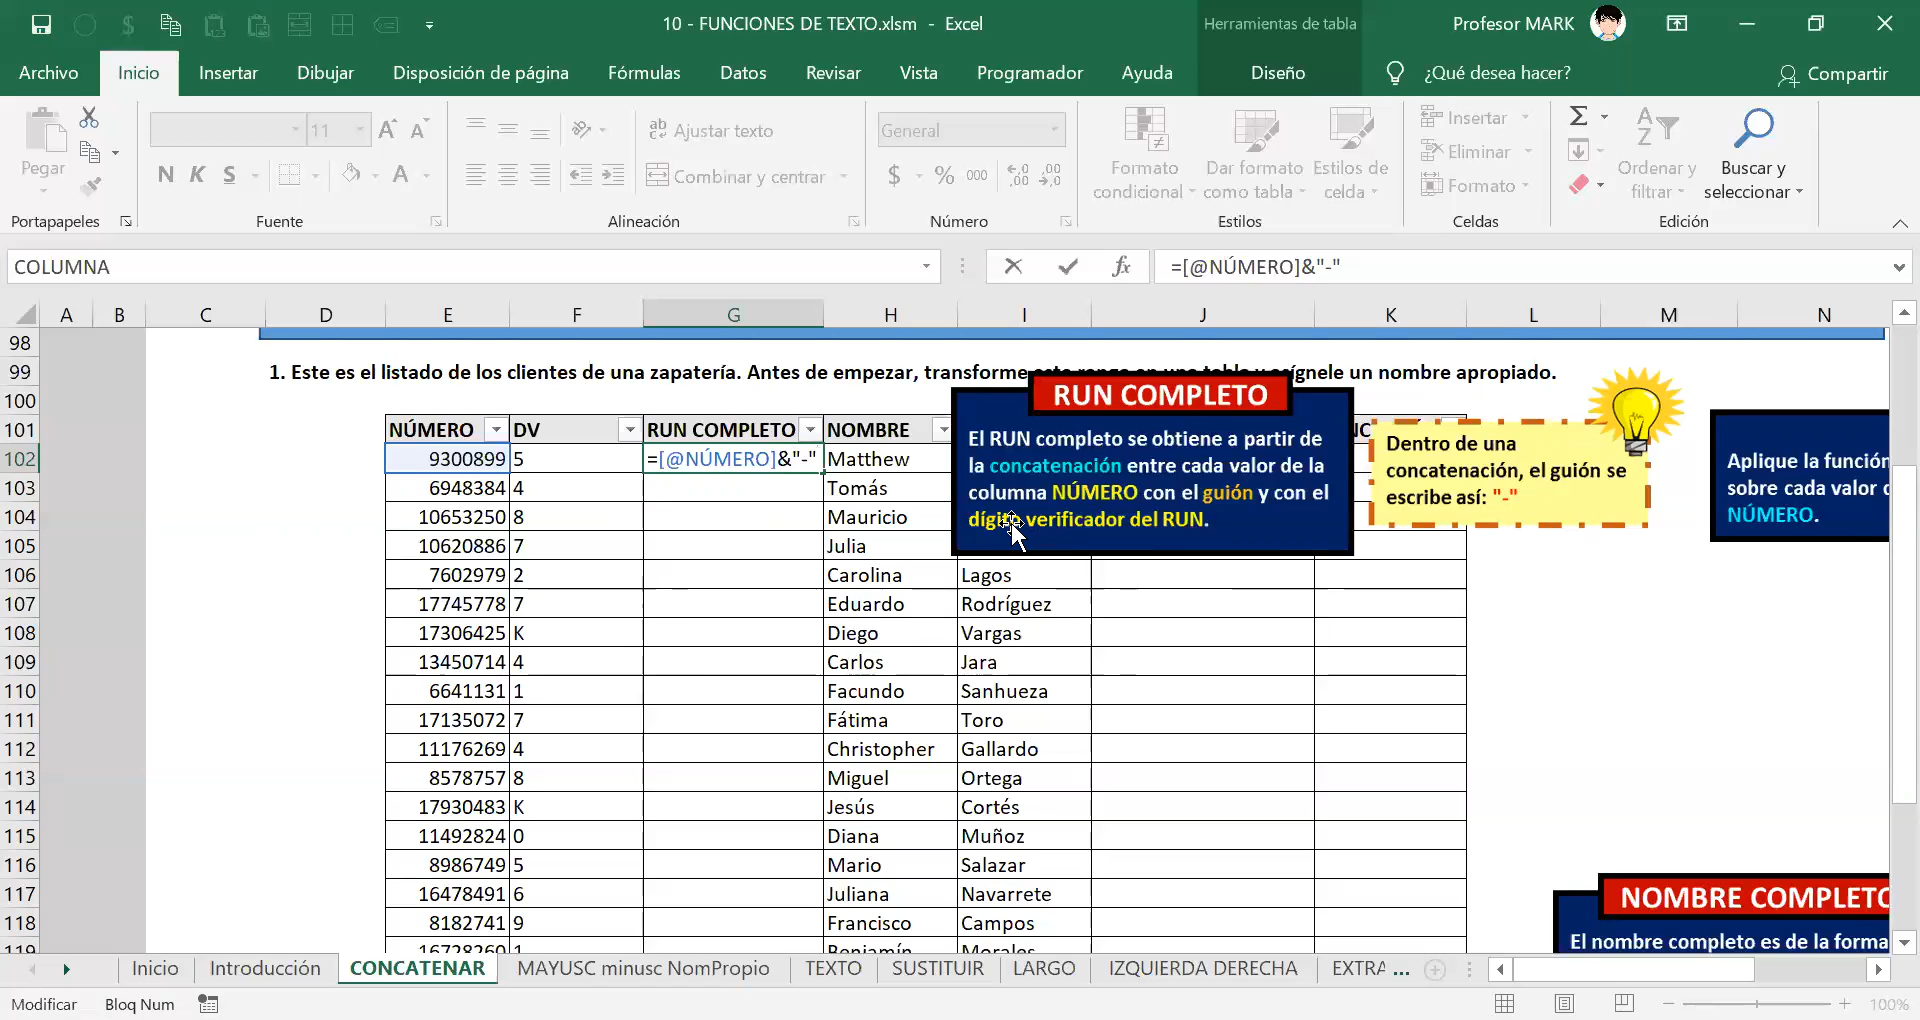 10 - FUNCIONES DE TEXTO.xlsm - Excel
Herramientas de tabla
Profesor MARK
Archivo Inicio Insertar Dibujar Disposición de página Fórmulas Datos Revisar Vista Programador Ayuda Diseño ¿Qué desea hacer? Compartir
Pegar
11
Ajustar texto
General
Formato condicional
Dar formato como tabla
Estilos de celda
Insertar
Eliminar
Formato
Ordenar y filtrar
Buscar y seleccionar
N K S
Combinar y centrar
$ % 000
Portapapeles Fuente Alineación Número Estilos Celdas Edición
COLUMNA
fx
=[@NÚMERO]&"-"
A B C D E F G H I J K L M N
98
99 1. Este es el listado de los clientes de una zapatería. Antes de empezar, transforme
nombre apropiado.
100
101 NÚMERO DV RUN COMPLETO NOMBRE
102 9300899 5 =[@NÚMERO]&"-" Matthew
103 6948384 4 Tomás
104 10653250 8 Mauricio
105 10620886 7 Julia
106 7602979 2 Carolina Lagos
107 17745778 7 Eduardo Rodríguez
108 17306425 K Diego Vargas
109 13450714 4 Carlos Jara
110 6641131 1 Facundo Sanhueza
111 17135072 7 Fátima Toro
112 11176269 4 Christopher Gallardo
113 8578757 8 Miguel Ortega
114 17930483 K Jesús Cortés
115 11492824 0 Diana Muñoz
116 8986749 5 Mario Salazar
117 16478491 6 Juliana Navarrete
118 8182741 9 Francisco Campos
119 16728260 1 Benjamín Morales
RUN COMPLETO
El RUN completo se obtiene a partir de
la concatenación entre cada valor de la
columna NÚMERO con el guión y con el
dígito verificador del RUN.
Dentro de una
concatenación, el guión se
escribe así: "-"
Aplique la función
sobre cada valor
NÚMERO.
NOMBRE COMPLETO
El nombre completo es de la forma
Inicio Introducción CONCATENAR MAYUSC minusc NomPropio TEXTO SUSTITUIR LARGO IZQUIERDA DERECHA EXTRA ...
Modificar Bloq Num
100%